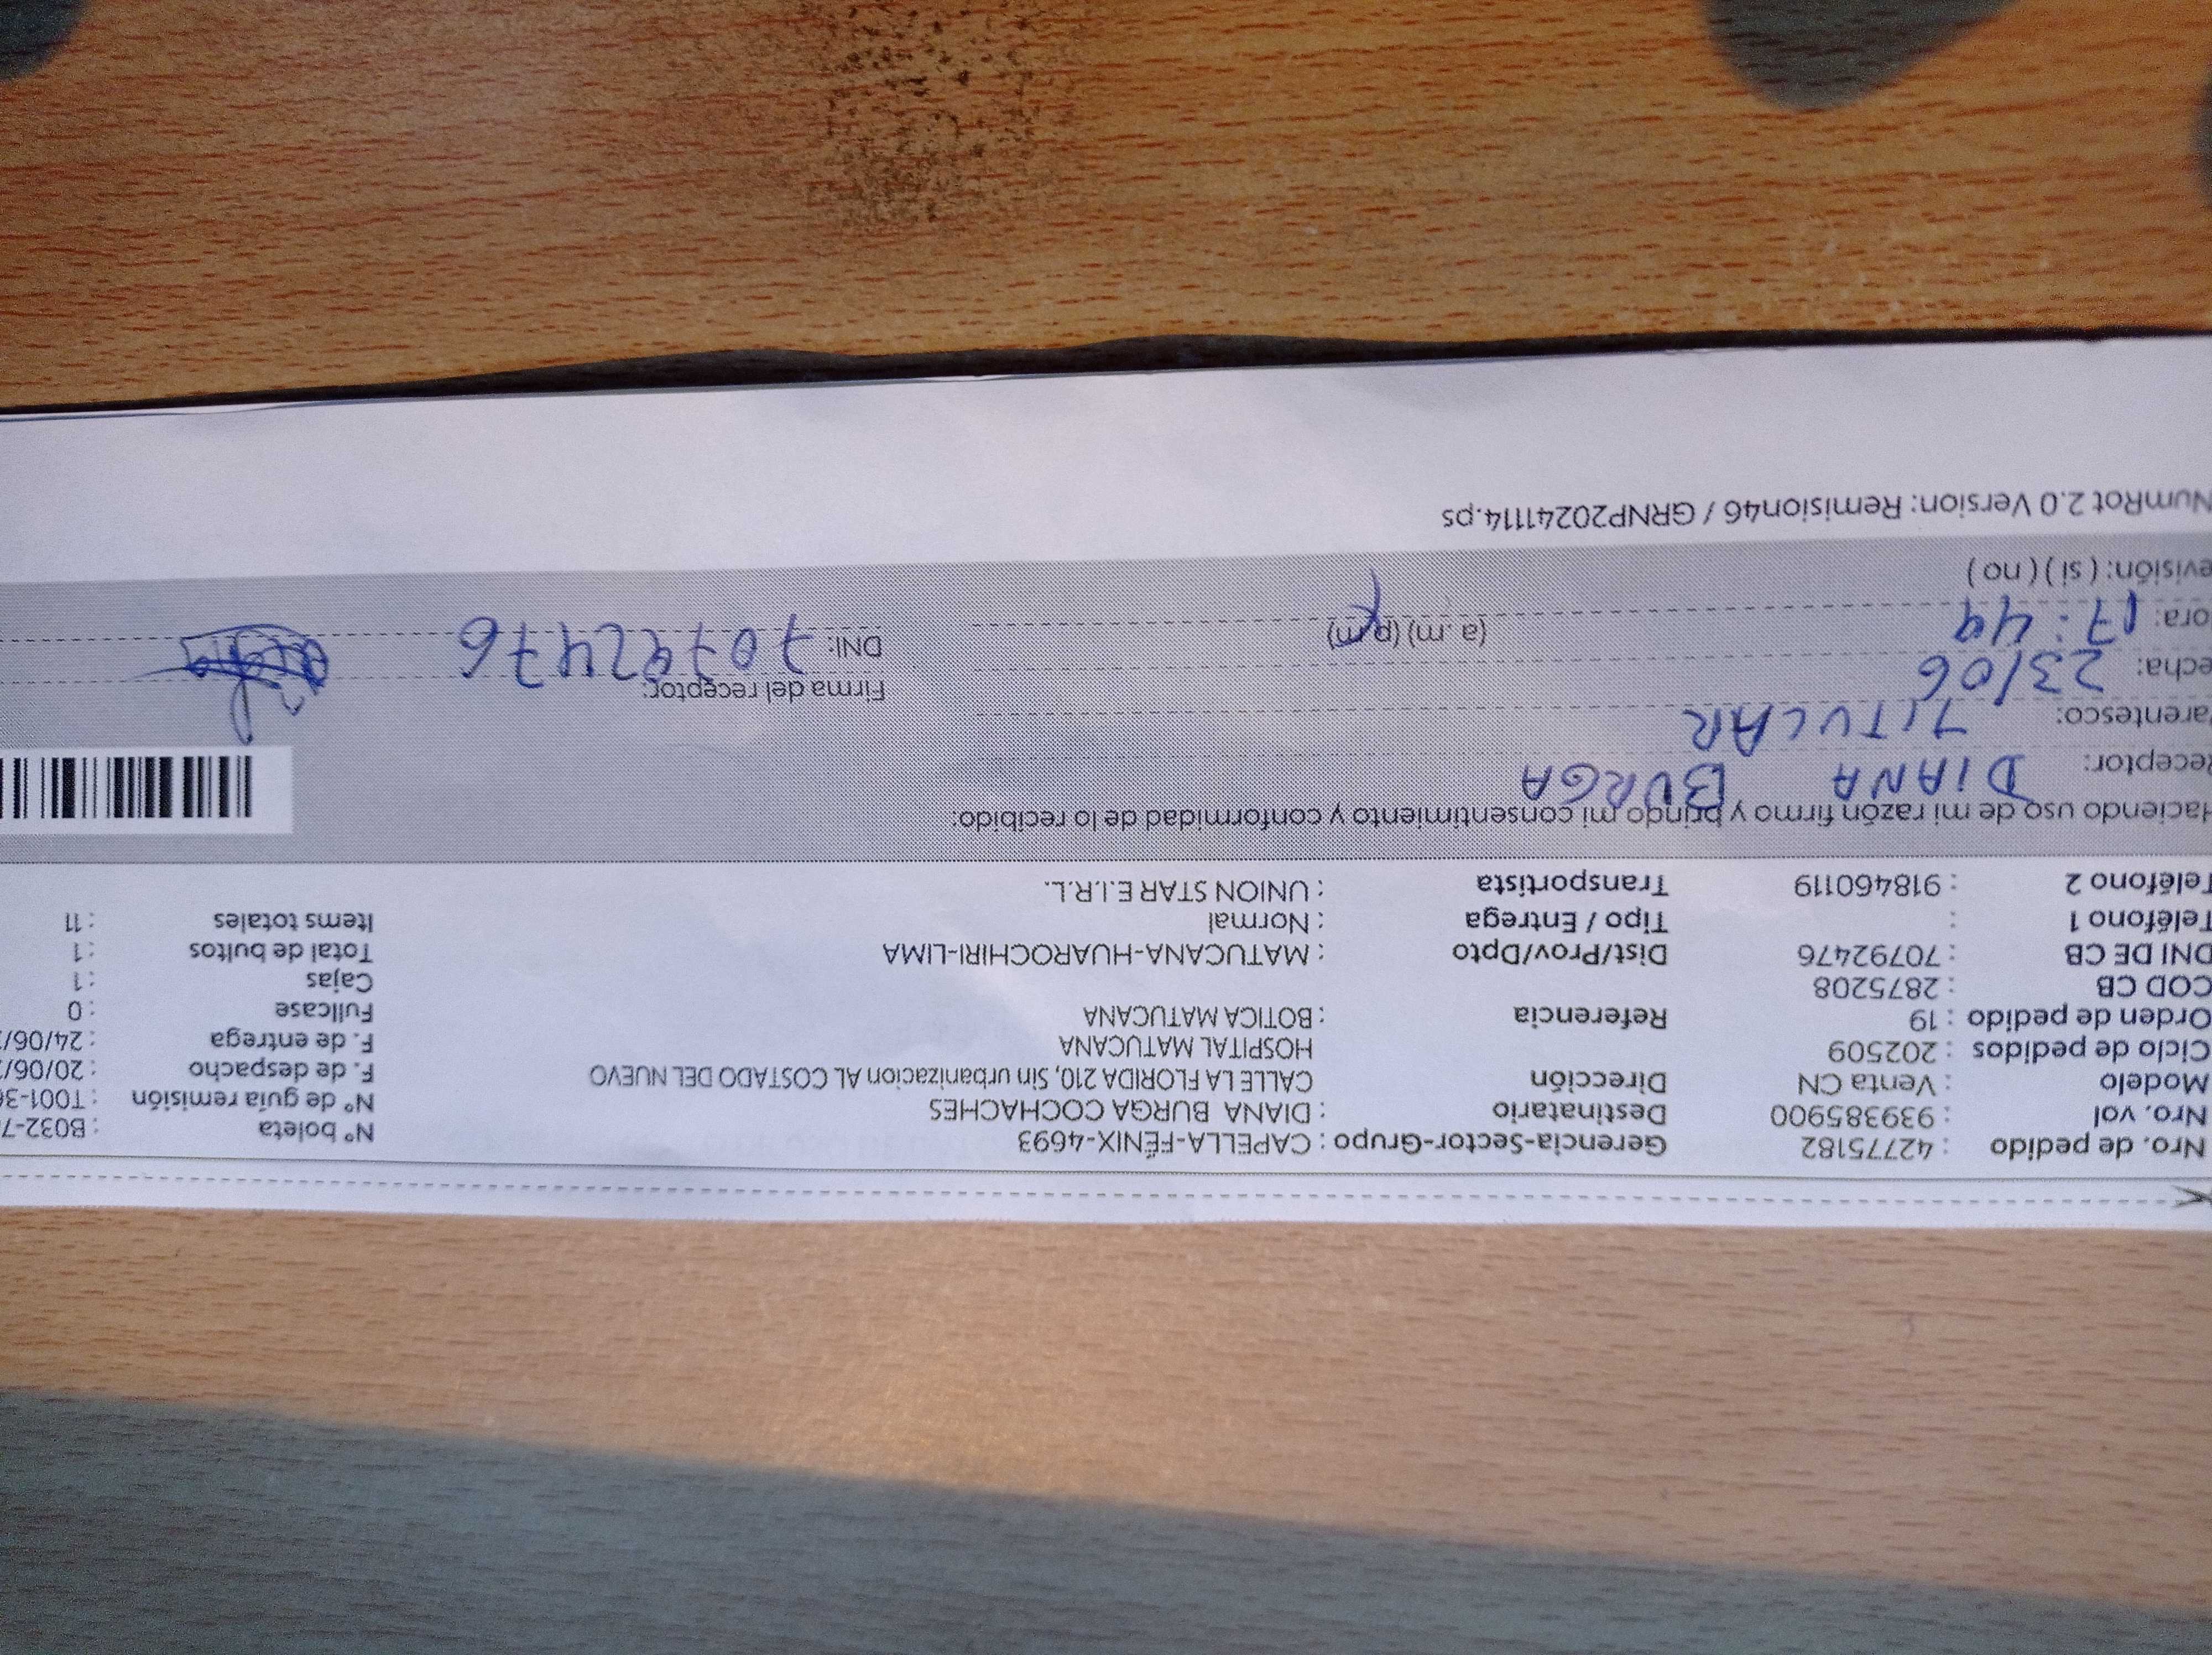 Nro. de pedido : 42775182 Gerencia-Sector-Grupo : CAPELLA-FÉNIX-4693 Nº boleta : B032-7
Nro. vol : 939385900 Destinatario : DIANA BURGA COCHACHES Nº de guía remisión : T001-3
Modelo : Venta CN Dirección CALLE LA FLORIDA 210, Sin urbanizacion AL COSTADO DEL NUEVO F. de despacho : 20/06/
Ciclo de pedidos : 202509 HOSPITAL MATUCANA F. de entrega : 24/06/
Orden de pedido : 19 Referencia : BOTICA MATUCANA Fullcase : 0
COD CB : 2875208 Cajas : 1
DNI DE CB : 70792476 Dist/Prov/Dpto : MATUCANA-HUAROCHIRI-LIMA Total de bultos : 1
Teléfono 1 : Tipo / Entrega : Normal Items totales : 11
Teléfono 2 : 918460119 Transportista : UNION STAR E.I.R.L.
Haciendo uso de mi razón firmo y brindo mi consentimiento y conformidad de lo recibido:
Receptor: DIANA BURGA
Parentesco: TITULAR
echa: 23/06 Firma del receptor:
ora: 17:44 (a.m) (p.m) DNI: 70792476
evisión: ( si ) ( no )
NumRot 2.0 Version: Remision46 / GRNP20241114.ps